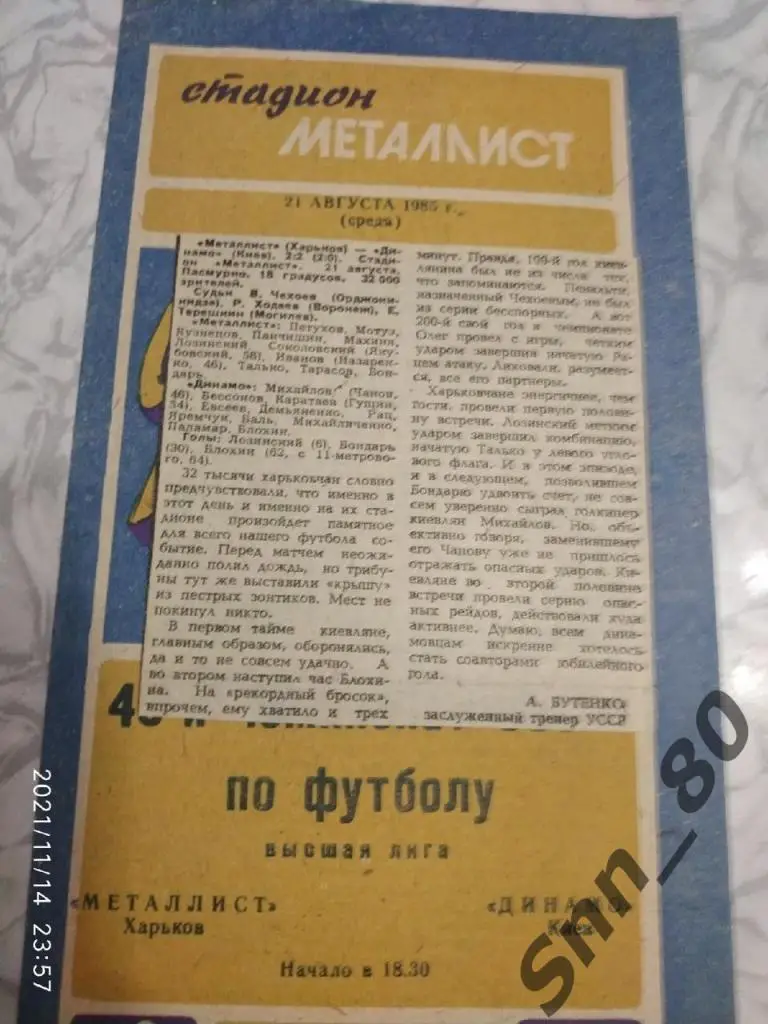 стадион
МЕТАЛЛИСТ
21 АВГУСТА 1985 г.,
(среда)
«Металлист» (Харьков) — «Ди-
намо» (Киев). 2:2 (2:0). Стади-
он «Металлист». 21 августа.
Пасмурно. 18 градусов. 32 000
зрителей.
Судьи В. Чехоев (Орджони-
кидзе), Р. Ходеев (Воронеж), Е.
Терешнин (Могилев).
«Металлист»: Петухов, Мотуз,
Кузнецов, Панчишин, Махиня,
Лозинский, Соколовский (Яку-
бовский, 58), Иванов (Назарен-
ко, 46), Талько, Тарасов, Бон-
дарь.
«Динамо»: Михайлов (Чанов,
46), Бессонов, Каратаев (Гущин,
34), Евсеев, Демьяненко, Рац,
Яремчук, Баль, Михайличенко,
Паламар, Блохин.
Голы: Лозинский (6), Бондарь
(30), Блохин (62, с 11-метрово-
го, 64).
32 тысячи харьковчан словно
предчувствовали, что именно в
этот день и именно на их ста-
дионе произойдет памятное
для всего нашего футбола со-
бытие. Перед матчем неожи-
данно полил дождь, но трибу-
ны тут же выставили «крышу»
из пестрых зонтиков. Мест не
покинул никто.
В первом тайме киевляне,
главным образом, оборонялись,
да и то не совсем удачно. А
во втором наступил час Блохи-
на. На «рекордный бросок»,
впрочем, ему хватило и трех
минут. Правда, 199-й гол киев-
лянина был не из числа тех,
что запоминаются. Пенальти,
назначенный Чехоевым, не был
из серии бесспорных. А вот
200-й свой гол в чемпионате
Олег провел с игры, четким
ударом завершив начатую Ра-
цем атаку. Ликовали, разумеет-
ся, все его партнеры.
Харьковчане энергичнее, чем
гости, провели первую полови-
ну встречи. Лозинский метким
ударом завершил комбинацию,
начатую Талько у левого угло-
вого флага. И в этом эпизоде,
и в следующем, позволившем
Бондарю удвоить счет, не со-
всем уверенно сыграл голкипер
киевлян Михайлов. Но, объ-
ективно говоря, заменившему
его Чанову уже не пришлось
отражать опасных ударов. Ки-
евляне во второй половине
встречи провели серию опас-
ных рейдов, действовали куда
активнее. Думаю, всем дина-
мовцам искренне хотелось
стать соавторами юбилейного
гола.
А. БУТЕНКО
заслуженный тренер УССР
по футболу
высшая лига
«МЕТАЛЛИСТ»
Харьков
«ДИНАМО»
Киев
Начало в 18.30
2021/11/14 23:57
Smn_80